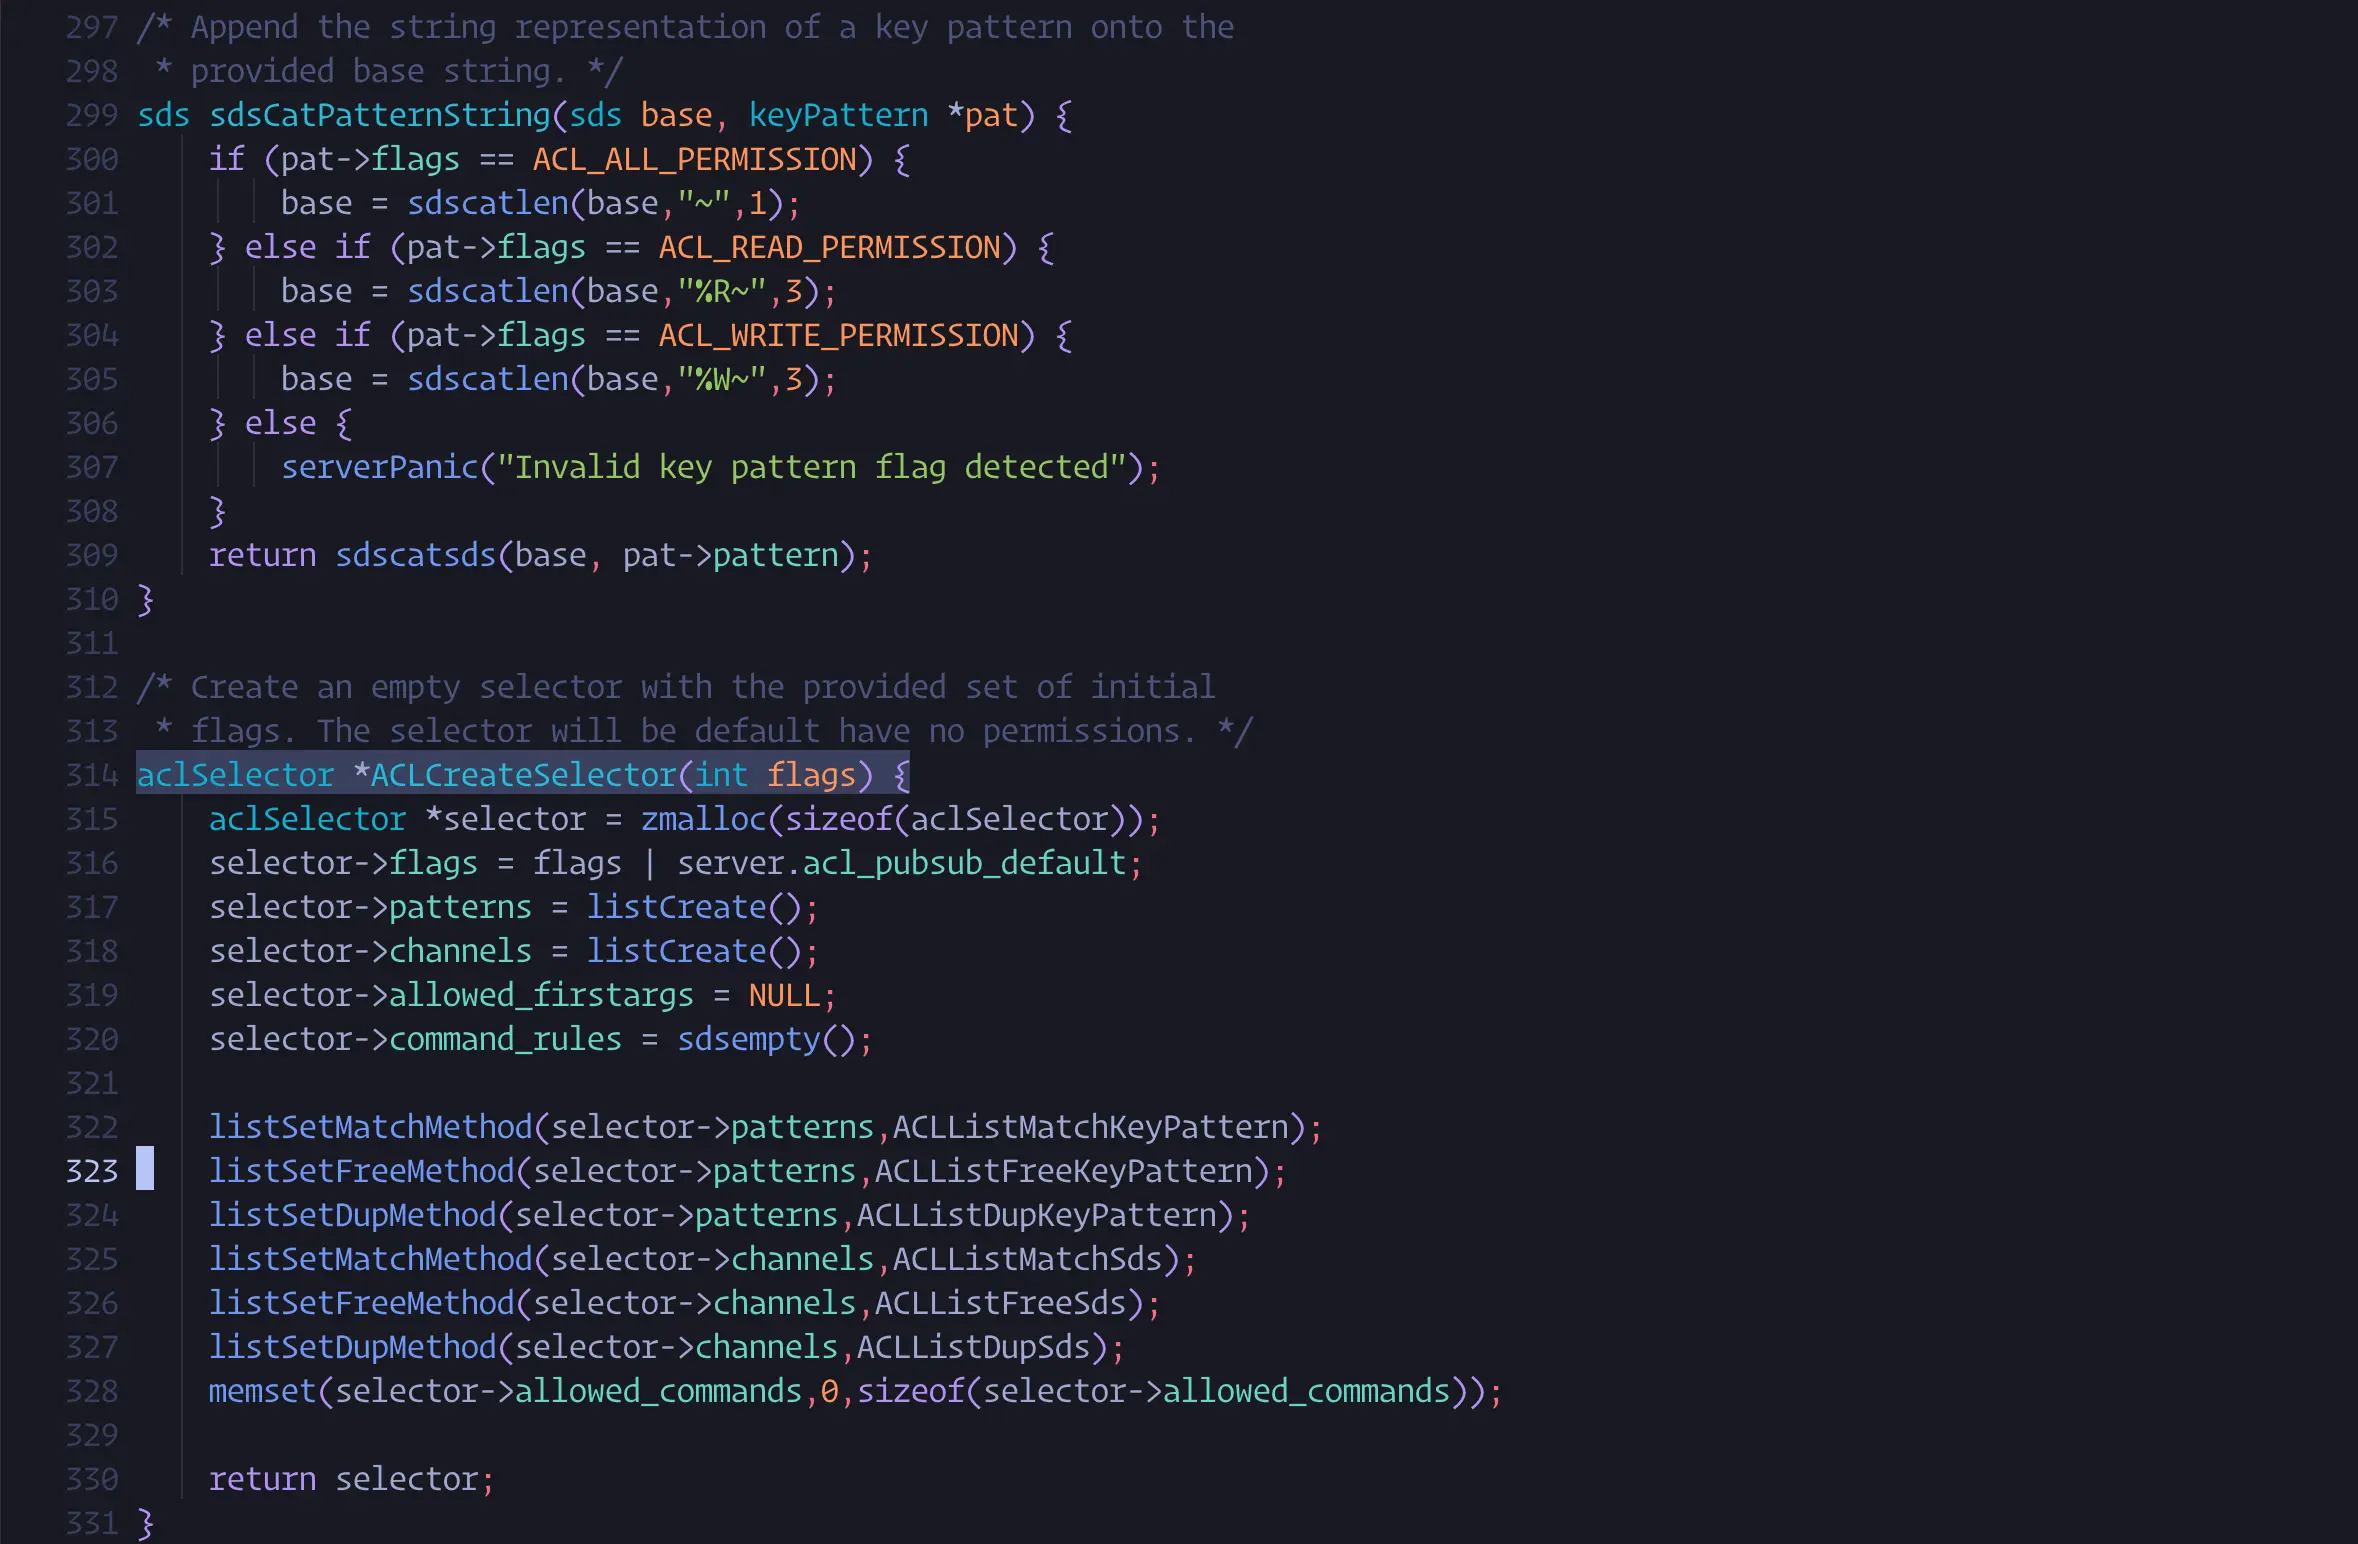 297 /* Append the string representation of a key pattern onto the
298  * provided base string. */
299 sds sdsCatPatternString(sds base, keyPattern *pat) {
300     if (pat->flags == ACL_ALL_PERMISSION) {
301         base = sdscatlen(base,"~",1);
302     } else if (pat->flags == ACL_READ_PERMISSION) {
303         base = sdscatlen(base,"%R~",3);
304     } else if (pat->flags == ACL_WRITE_PERMISSION) {
305         base = sdscatlen(base,"%W~",3);
306     } else {
307         serverPanic("Invalid key pattern flag detected");
308     }
309     return sdscatsds(base, pat->pattern);
310 }
311
312 /* Create an empty selector with the provided set of initial
313  * flags. The selector will be default have no permissions. */
314 aclSelector *ACLCreateSelector(int flags) {
315     aclSelector *selector = zmalloc(sizeof(aclSelector));
316     selector->flags = flags | server.acl_pubsub_default;
317     selector->patterns = listCreate();
318     selector->channels = listCreate();
319     selector->allowed_firstargs = NULL;
320     selector->command_rules = sdsempty();
321
322     listSetMatchMethod(selector->patterns,ACLListMatchKeyPattern);
323     listSetFreeMethod(selector->patterns,ACLListFreeKeyPattern);
324     listSetDupMethod(selector->patterns,ACLListDupKeyPattern);
325     listSetMatchMethod(selector->channels,ACLListMatchSds);
326     listSetFreeMethod(selector->channels,ACLListFreeSds);
327     listSetDupMethod(selector->channels,ACLListDupSds);
328     memset(selector->allowed_commands,0,sizeof(selector->allowed_commands));
329
330     return selector;
331 }